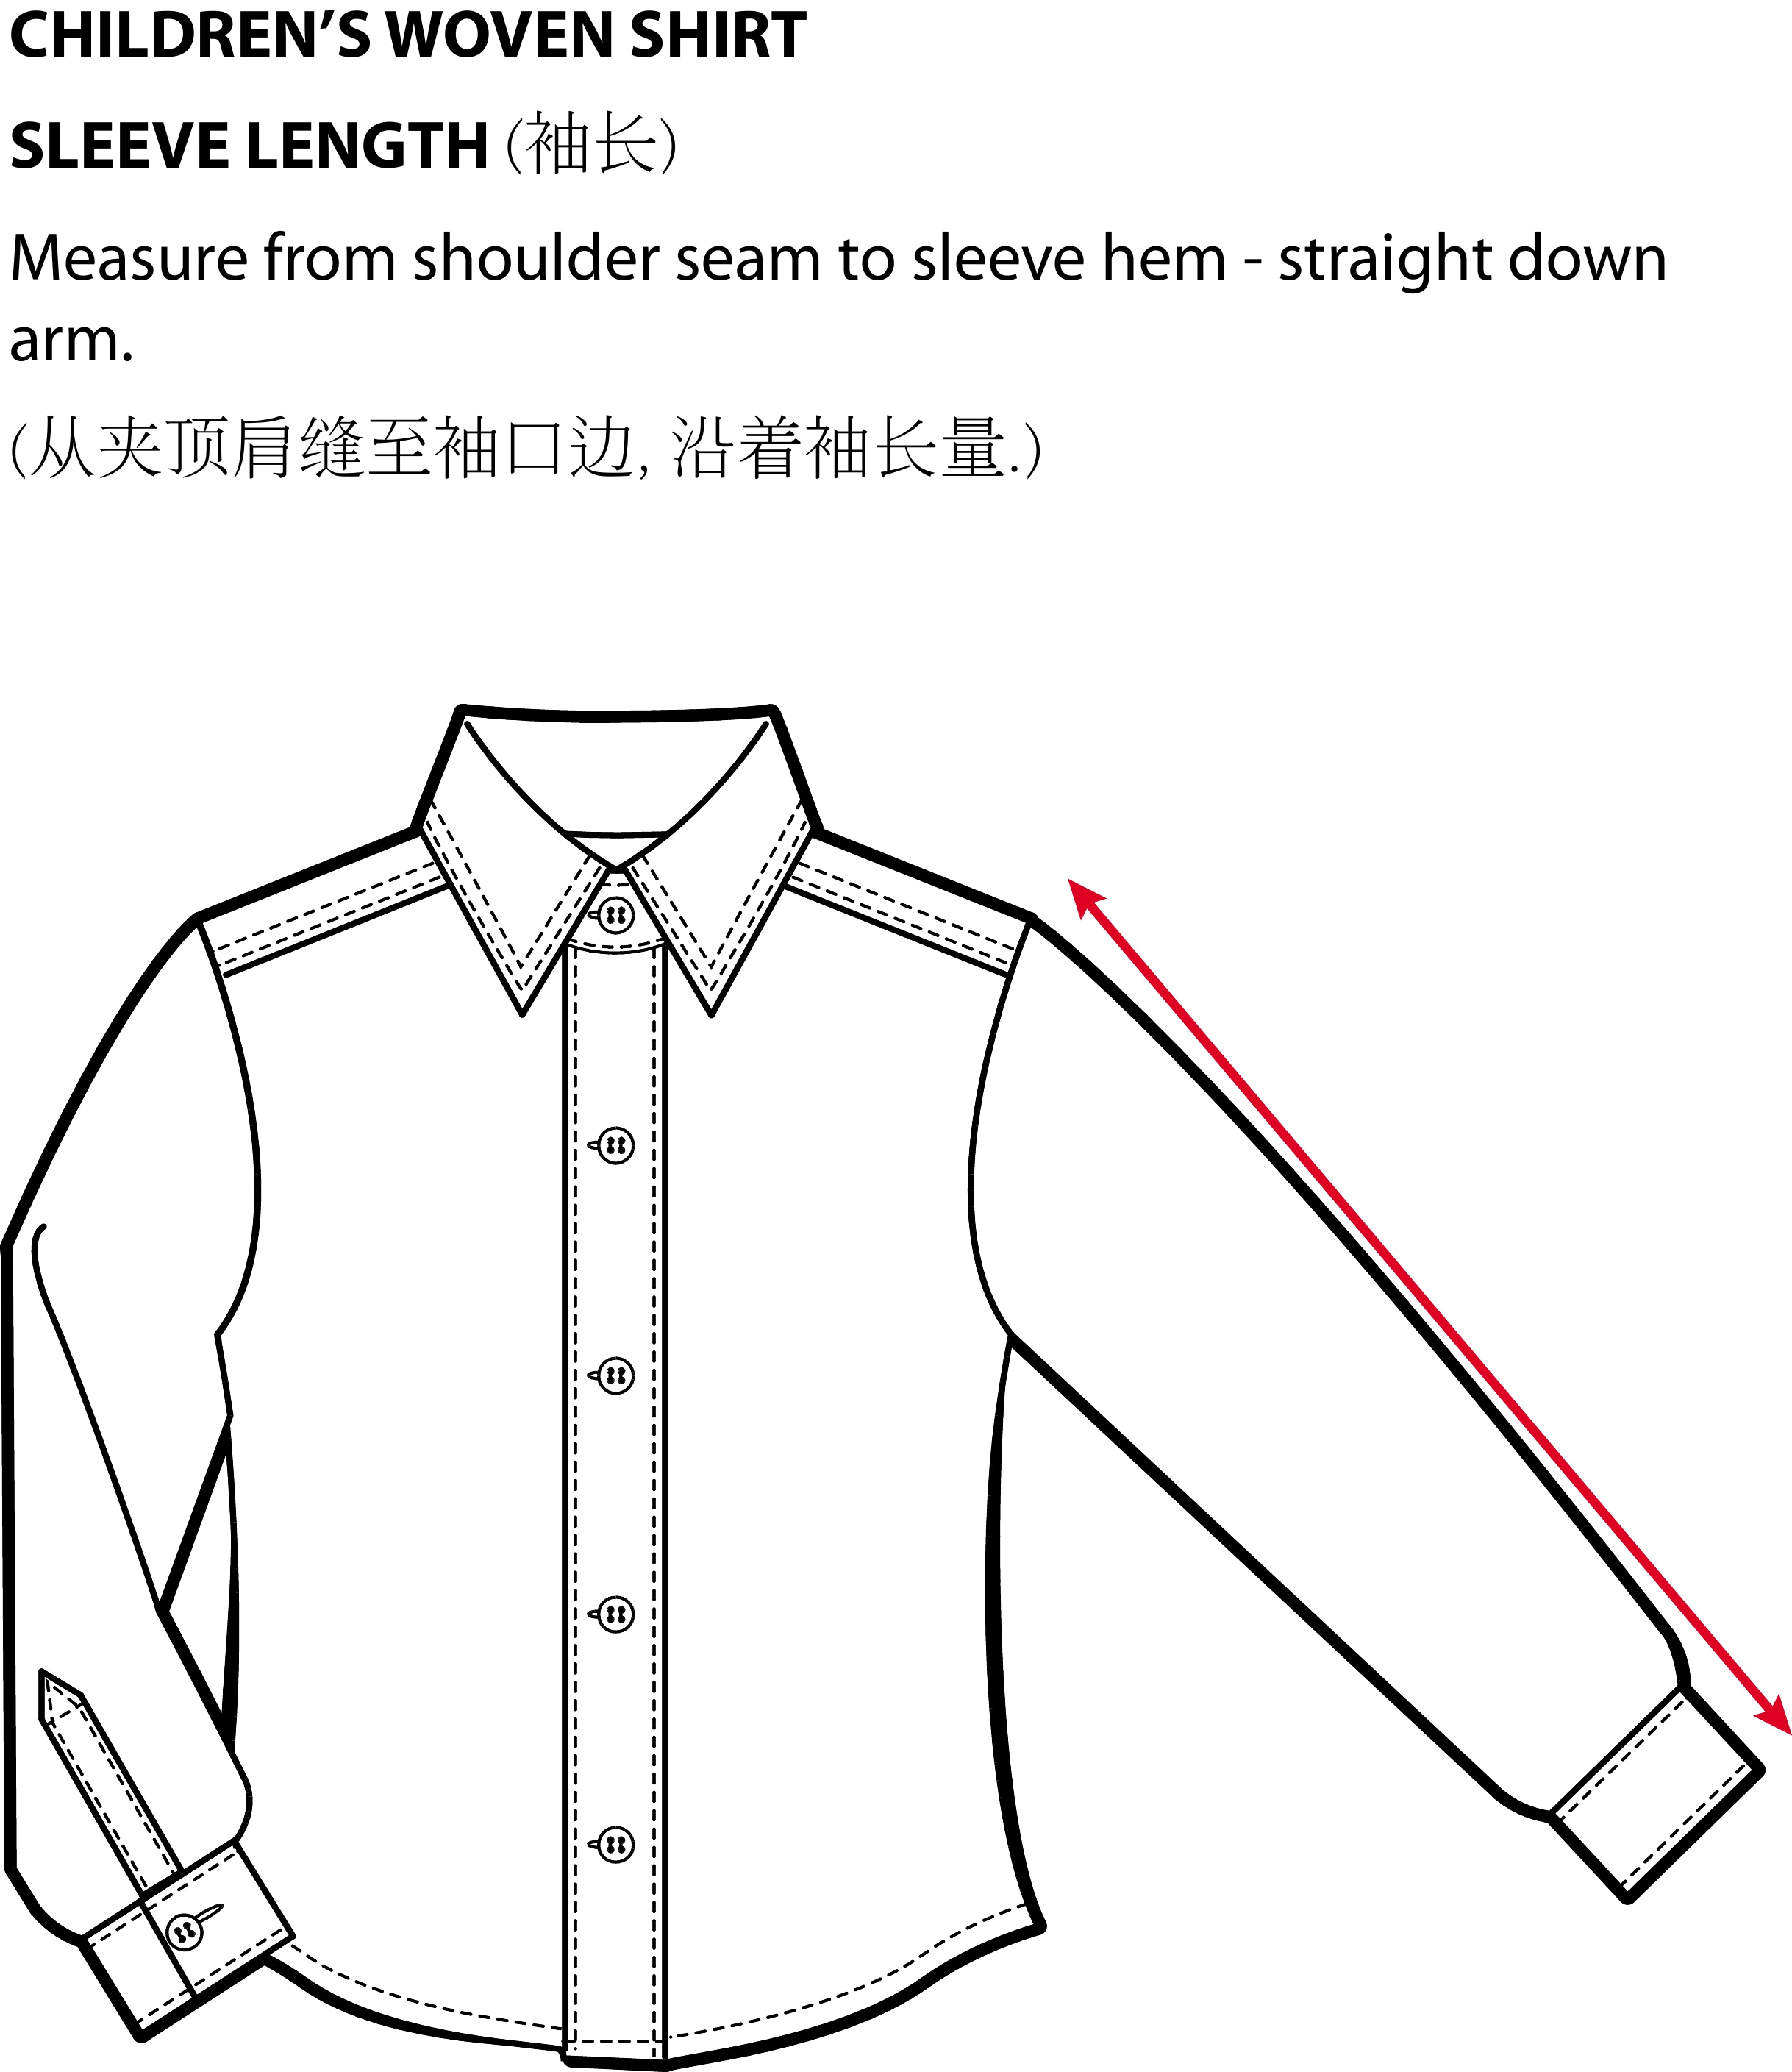 CHILDREN’S WOVEN SHIRT
SLEEVE LENGTH (袖长)
Measure from shoulder seam to sleeve hem - straight down
arm.
(从夹顶肩缝至袖口边, 沿着袖长量.)